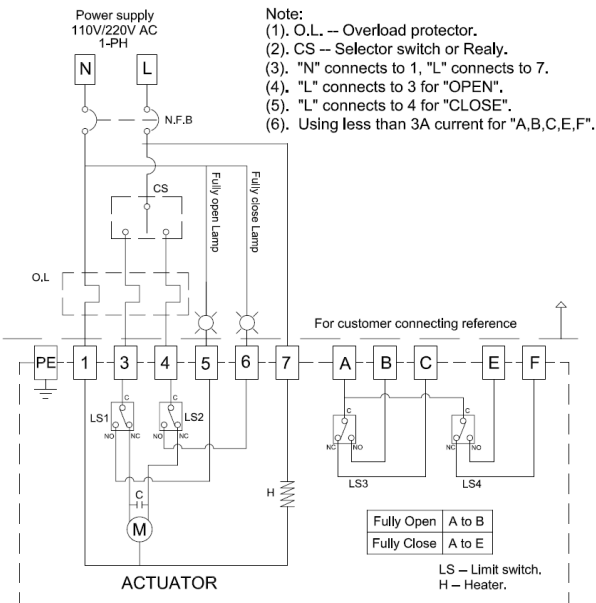 Power supply
110V/220V AC
1-PH
N L
N.F.B
Note:
(1). O.L. -- Overload protector.
(2). CS -- Selector switch or Realy.
(3). "N" connects to 1, "L" connects to 7.
(4). "L" connects to 3 for "OPEN".
(5). "L" connects to 4 for "CLOSE".
(6). Using less than 3A current for "A,B,C,E,F".
CS
Fully open Lamp
Fully close Lamp
O.L
For customer connecting reference
PE 1 3 4 5 6 7 A B C E F
C C C C
LS1 LS2
NO NC NO NC
NC NO NC NO
LS3 LS4
C
H
M
Fully Open A to B
Fully Close A to E
ACTUATOR
LS -- Limit switch.
H -- Heater.